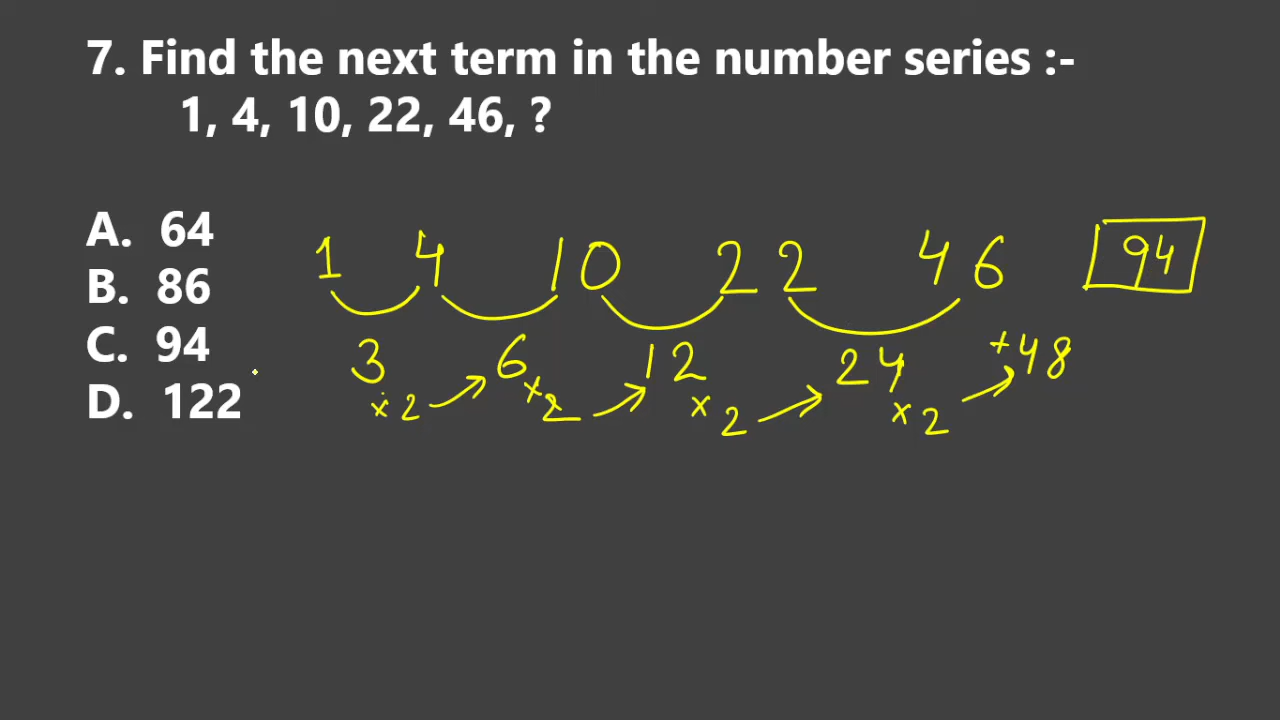 7. Find the next term in the number series :-
1, 4, 10, 22, 46, ?
A. 64
B. 86
C. 94
D. 122
1 4 10 22 46 94
3 6 12 24 +48
×2 ×2 ×2 ×2